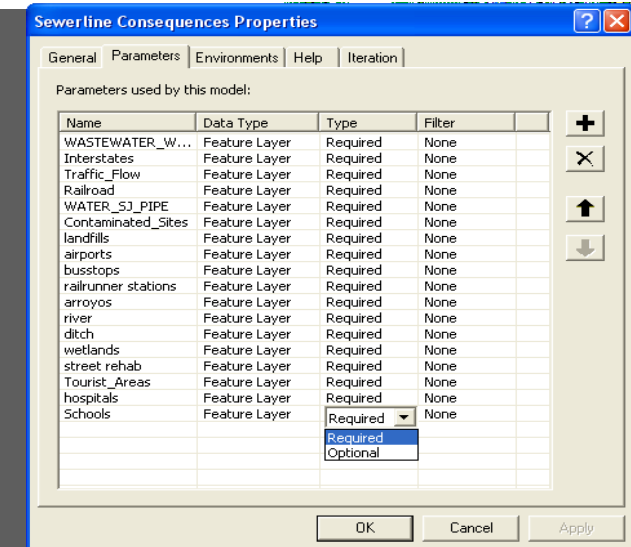 Sewerline Consequences Properties
General Parameters Environments Help Iteration
Parameters used by this model:
Name Data Type Type Filter
WASTEWATER_W... Feature Layer Required None
Interstates Feature Layer Required None
Traffic_Flow Feature Layer Required None
Railroad Feature Layer Required None
WATER_SJ_PIPE Feature Layer Required None
Contaminated_Sites Feature Layer Required None
landfills Feature Layer Required None
airports Feature Layer Required None
busstops Feature Layer Required None
railrunner stations Feature Layer Required None
arroyos Feature Layer Required None
river Feature Layer Required None
ditch Feature Layer Required None
wetlands Feature Layer Required None
street rehab Feature Layer Required None
Tourist_Areas Feature Layer Required None
hospitals Feature Layer Required None
Schools Feature Layer Required None
Required
Optional
OK Cancel Apply